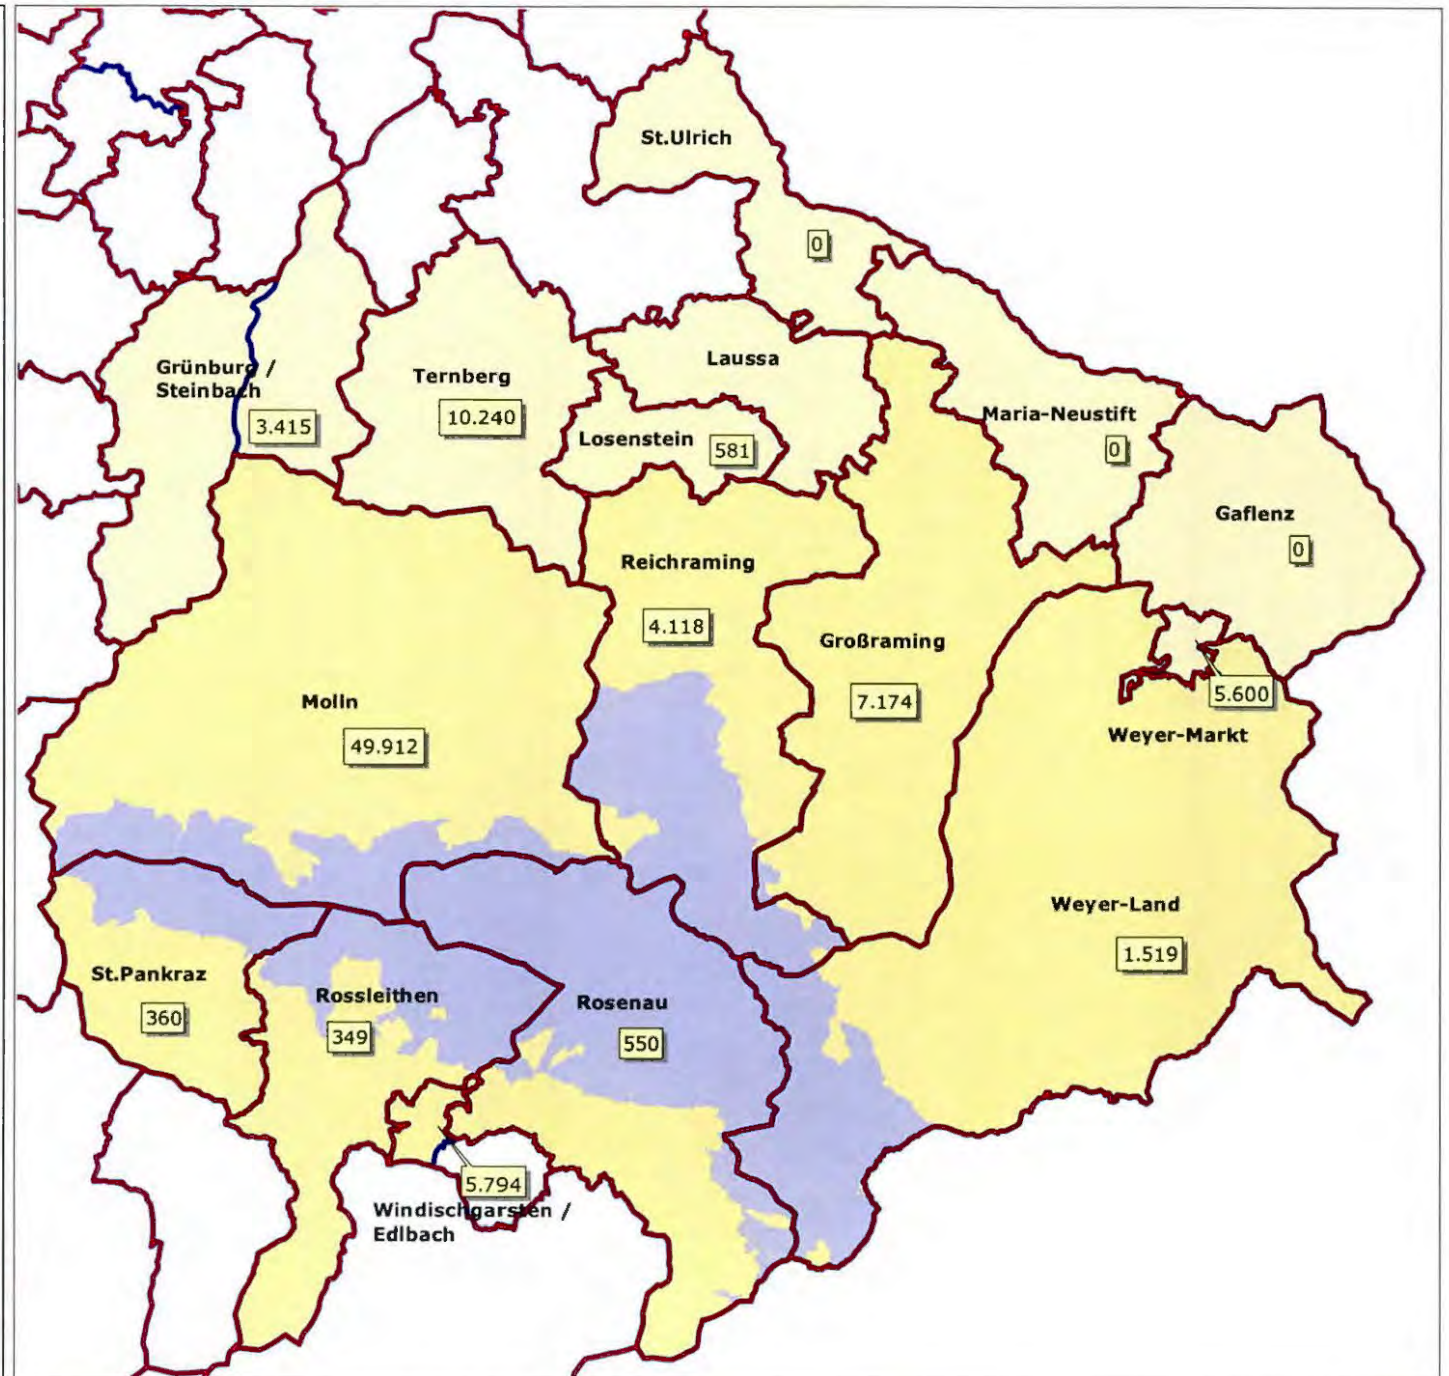 St.Ulrich
0
Grünburg /
Steinbach
3.415
Ternberg
10.240
Laussa
Losenstein
581
Maria-Neustift
0
Gaflenz
0
Reichraming
4.118
Großraming
7.174
5.600
Weyer-Markt
Molln
49.912
Weyer-Land
1.519
St.Pankraz
360
Rossleithen
349
Rosenau
550
5.794
Windischgarsten /
Edlbach